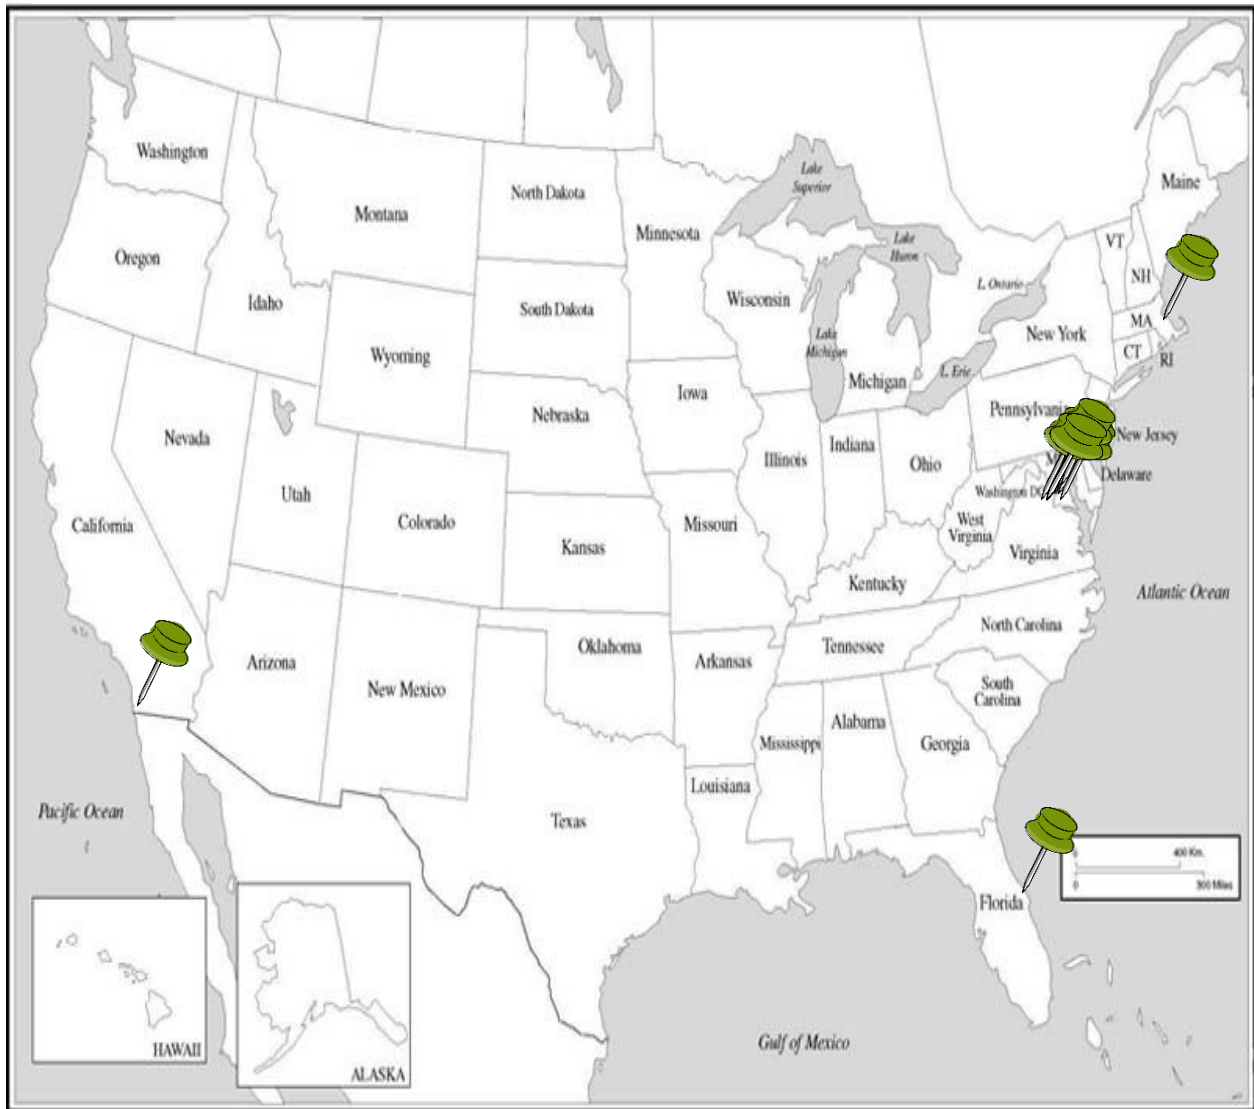 Lake
Superior
Washington
Maine
North Dakota
Montana
Minnesota
VT
Lake
Huron
Oregon
NH
L. Ontario
Wisconsin
Idaho
South Dakota
MA
New York
Lake
Michigan
Wyoming
CT
RI
L. Erie
Michigan
Iowa
Nebraska
Pennsylvania
New Jersey
Nevada
Indiana
Illinois
Ohio
M
Delaware
Utah
Washington DC
California
Colorado
Missouri
West
Virginia
Kansas
Virginia
Kentucky
Atlantic Ocean
North Carolina
Oklahoma
Tennessee
Arizona
Arkansas
New Mexico
South
Carolina
Alabama
Mississippi
Georgia
Louisiana
Pacific Ocean
Texas
0
400 Km.
0
300 Miles
Florida
Gulf of Mexico
HAWAII
ALASKA